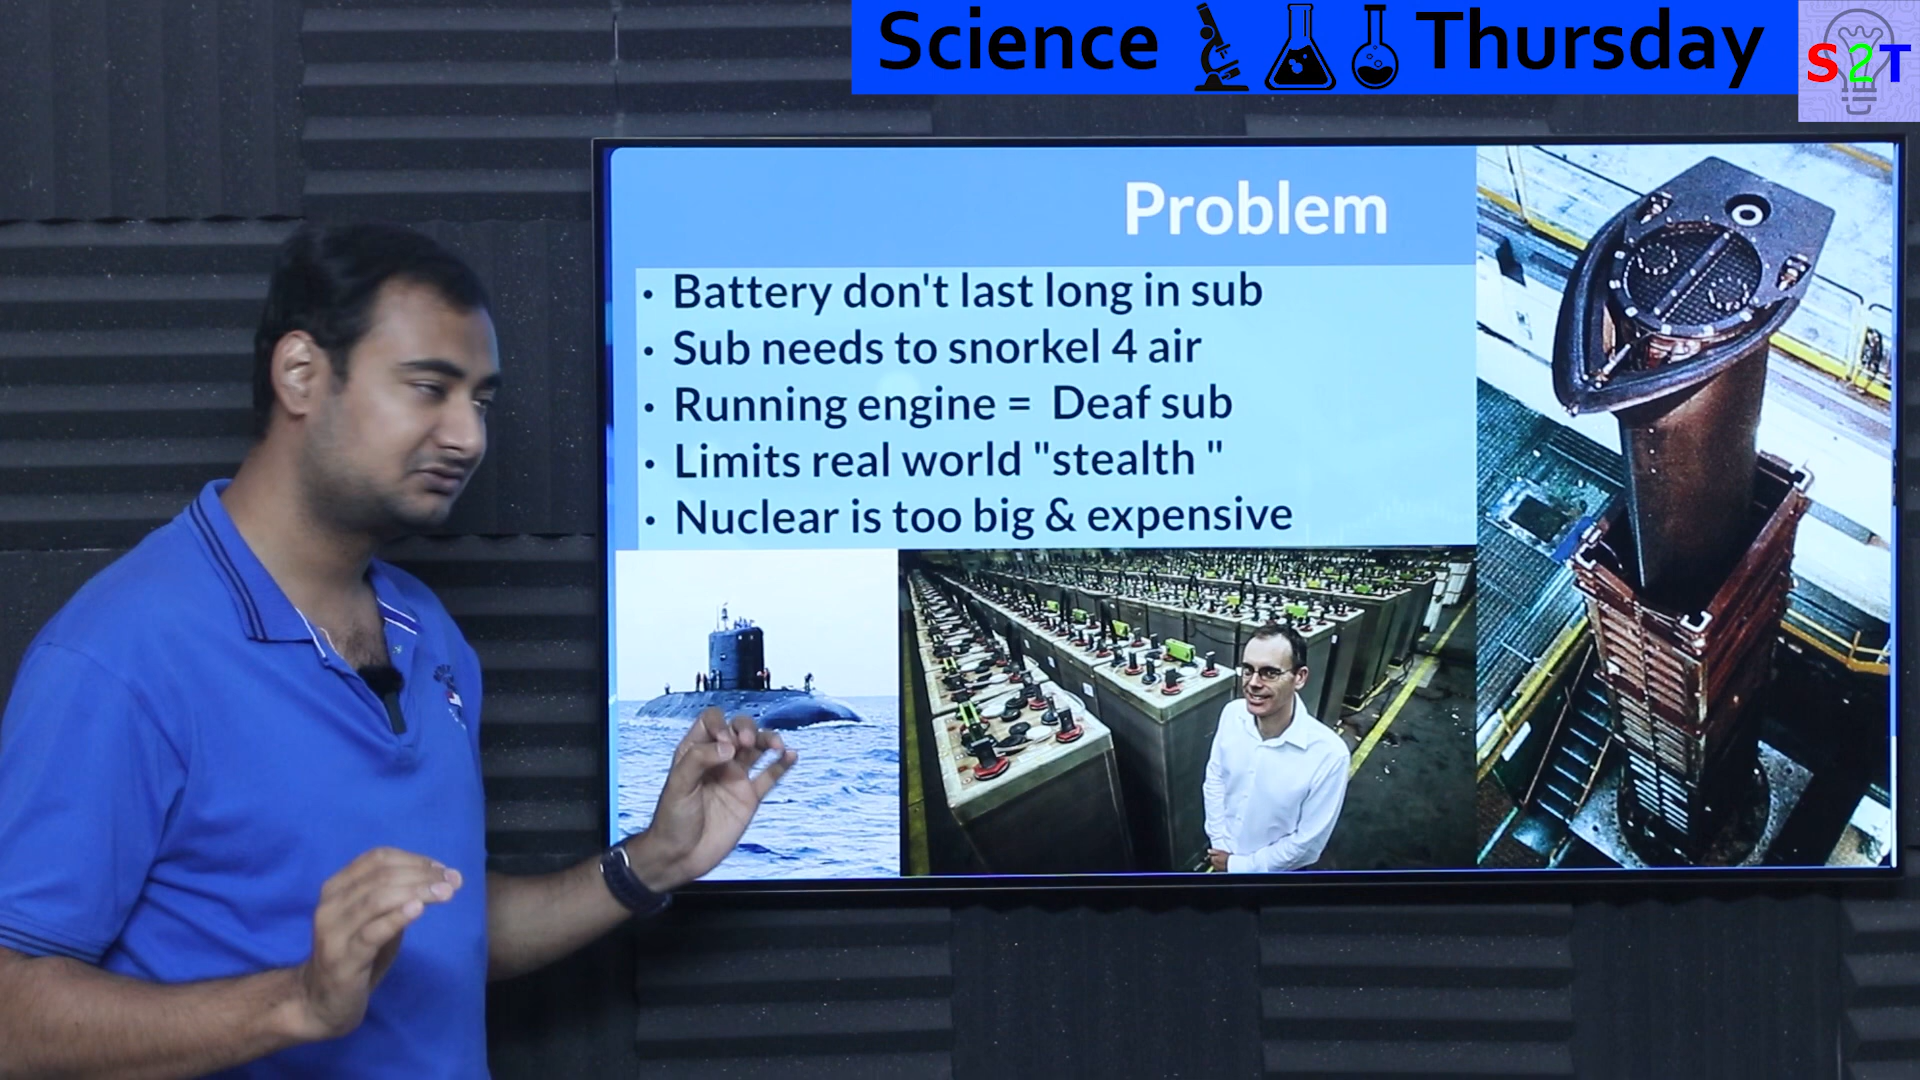 Science Thursday
S2T
Problem
• Battery don't last long in sub
• Sub needs to snorkel 4 air
• Running engine = Deaf sub
• Limits real world "stealth "
• Nuclear is too big & expensive